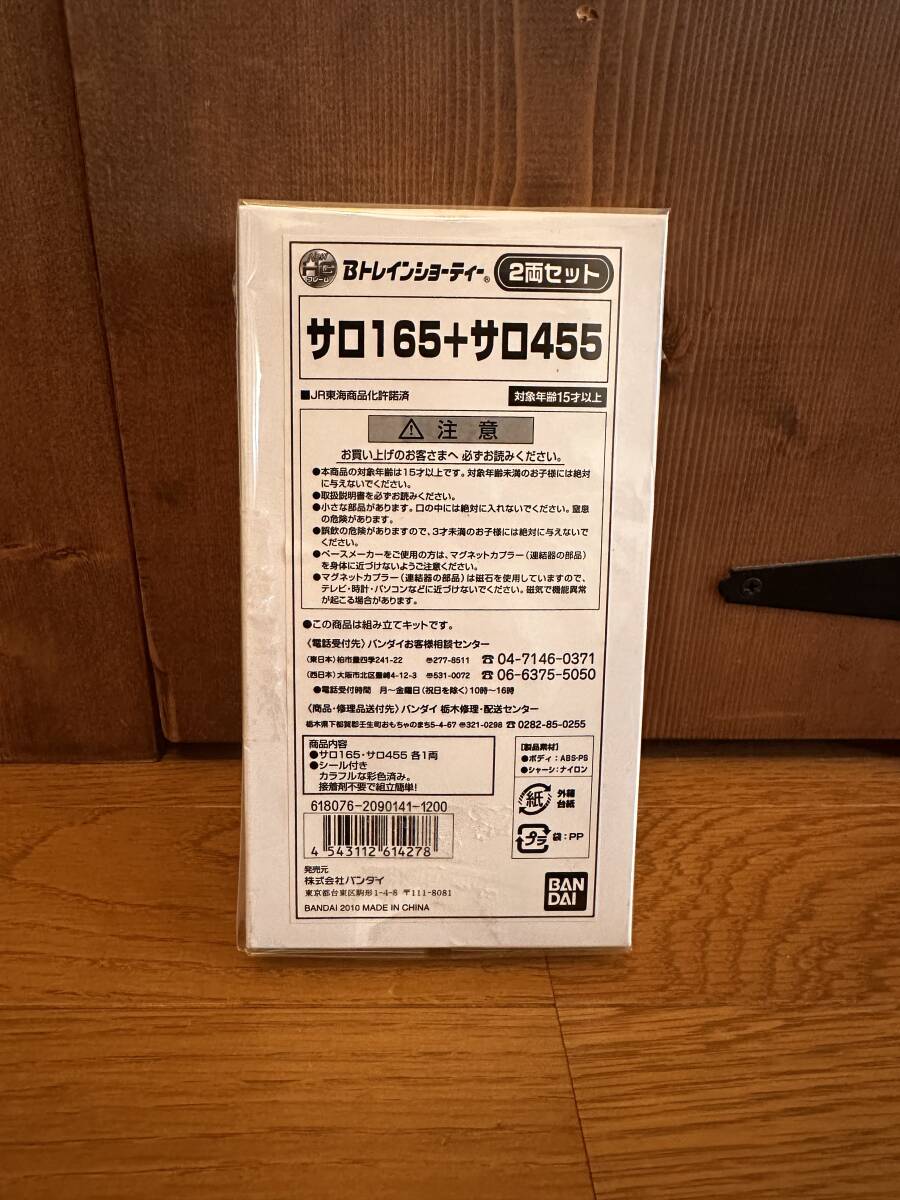 NEW HG フレーム Bトレインショーティー® 2両セット
サロ165+サロ455
■JR東海商品化許諾済 対象年齢15才以上
⚠ 注意
お買い上げのお客さまへ 必ずお読みください。
●本商品の対象年齢は15才以上です。対象年齢未満のお子様には絶対
に与えないでください。
●取扱説明書を必ずお読みください。
●小さな部品があります。口の中には絶対に入れないでください。窒息
の危険があります。
●誤飲の危険がありますので、3才未満のお子様には絶対に与えないで
ください。
●ペースメーカーをご使用の方は、マグネットカプラー（連結器の部品）
を身体に近づけないようご注意ください。
●マグネットカプラー（連結器の部品）は磁石を使用していますので、
テレビ・時計・パソコンなどに近づけないでください。磁気で機能異常
が起こる場合があります。
●この商品は組み立てキットです。
〈電話受付先〉バンダイお客様相談センター
（東日本）柏市豊四季241-22 〠277-8511 ☎04-7146-0371
（西日本）大阪市北区豊崎4-12-3 〠531-0072 ☎06-6375-5050
●電話受付時間 月〜金曜日（祝日を除く）10時〜16時
〈商品・修理品送付先〉バンダイ 栃木修理・配送センター
栃木県下都賀郡壬生町おもちゃのまち5-4-67 〠321-0298 ☎0282-85-0255
商品内容
●サロ165・サロ455 各1両
●シール付き
カラフルな彩色済み。
接着剤不要で組立簡単！
【製品素材】
●ボディ：ABS・PS
●シャーシ：ナイロン
紙 外箱
台紙
プラ 袋：PP
618076-2090141-1200
4 543112 614278
発売元
株式会社バンダイ
東京都台東区駒形1-4-8 〒111-8081
BANDAI 2010 MADE IN CHINA
BAN
DAI